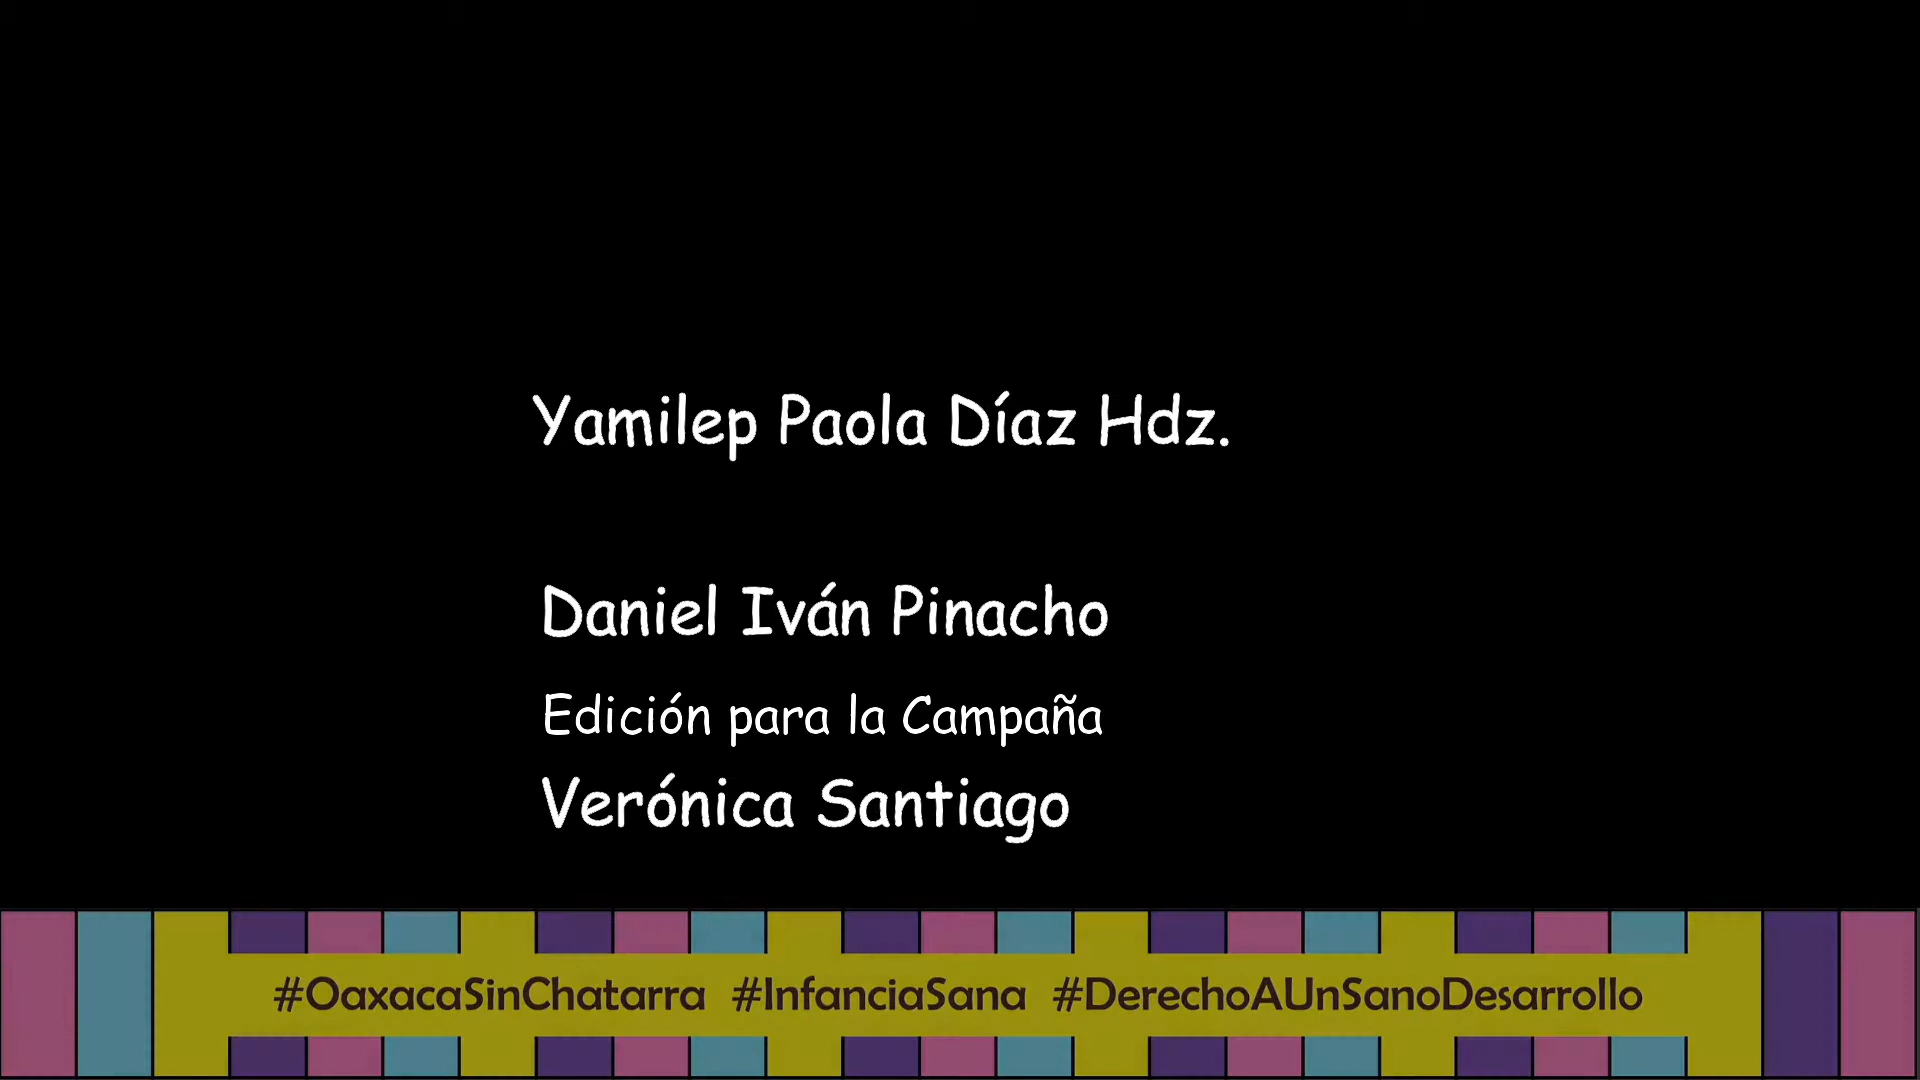 Yamilep Paola Díaz Hdz.
Daniel Iván Pinacho
Edición para la Campaña
Verónica Santiago
#OaxacaSinChatarra #InfanciaSana #DerechoAUnSanoDesarrollo